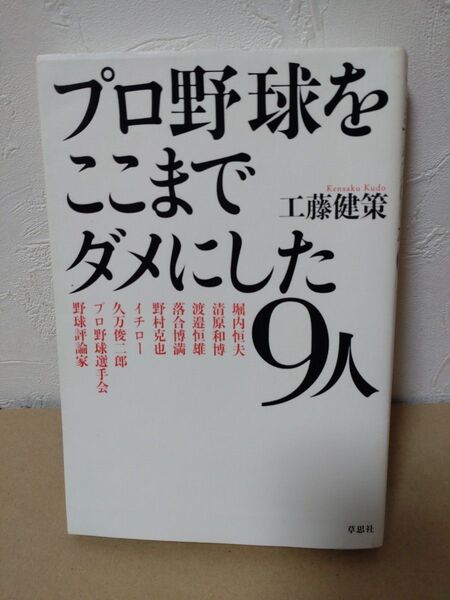 プロ野球を
ここまで
ダメにした
9人
Kensaku Kudo
工藤健策
堀内恒夫
清原和博
渡邉恒雄
落合博満
野村克也
イチロー
久万俊二郎
プロ野球選手会
野球評論家
草思社